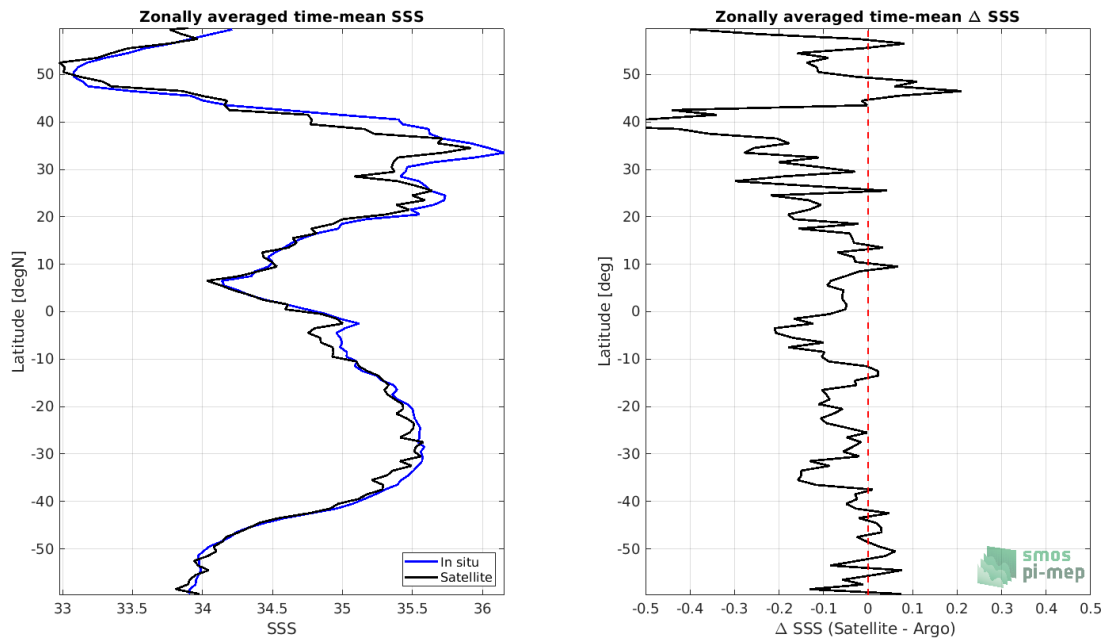 Zonally averaged time-mean SSS
50
40
30
20
10
0
-10
-20
-30
-40
-50
Latitude [degN]
33 33.5 34 34.5 35 35.5 36
SSS
In situ
Satellite
Zonally averaged time-mean Δ SSS
50
40
30
20
10
0
-10
-20
-30
-40
-50
Latitude [deg]
-0.5 -0.4 -0.3 -0.2 -0.1 0 0.1 0.2 0.3 0.4 0.5
Δ SSS (Satellite - Argo)
smos
pi-mep